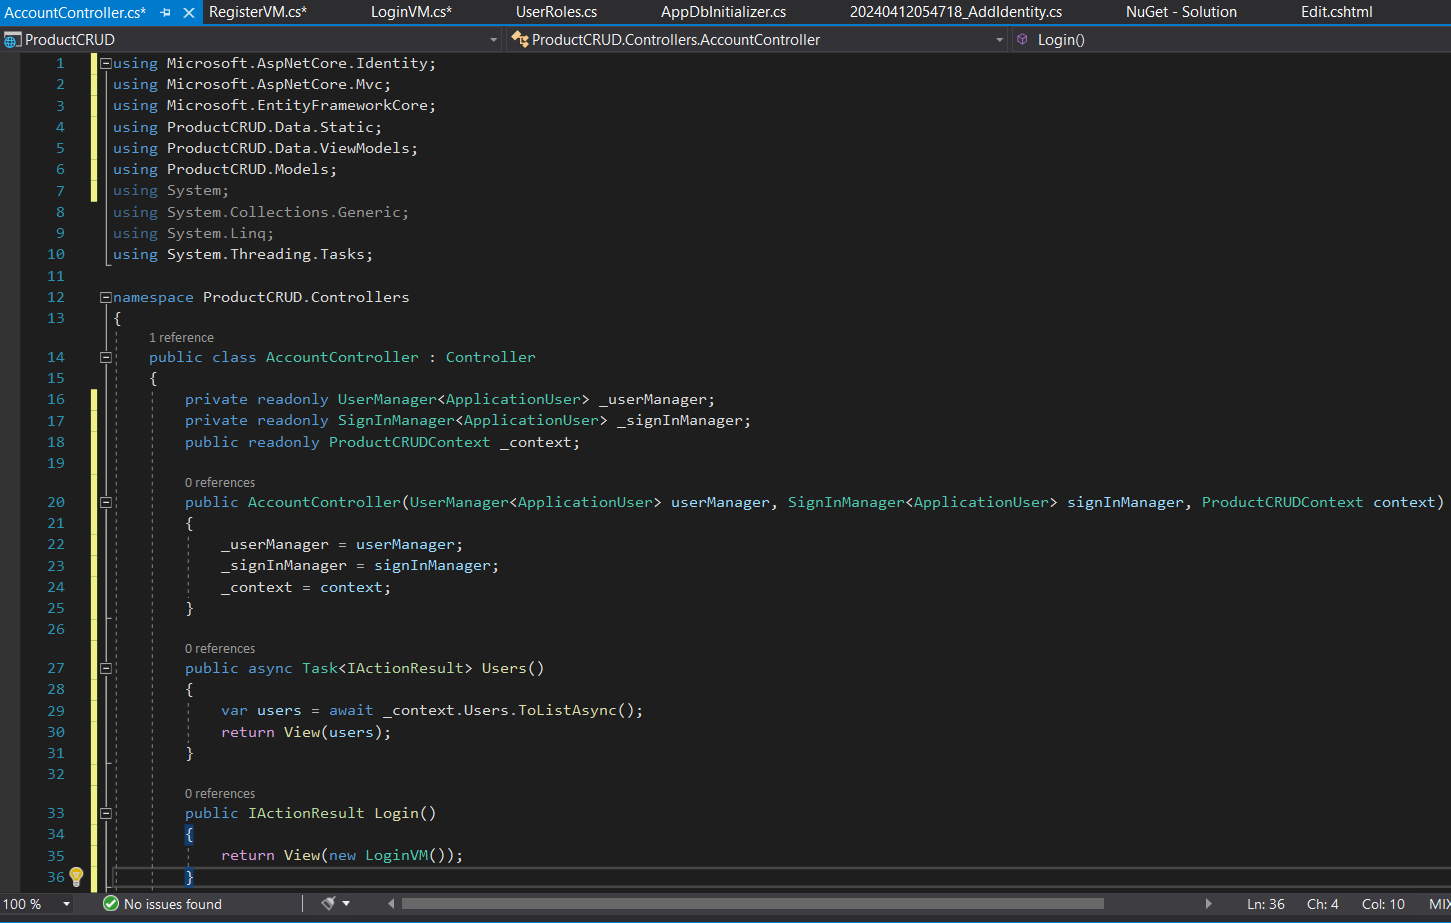 AccountController.cs* RegisterVM.cs* LoginVM.cs* UserRoles.cs AppDbInitializer.cs 20240412054718_AddIdentity.cs NuGet - Solution Edit.cshtml
ProductCRUD ProductCRUD.Controllers.AccountController Login()
1 using Microsoft.AspNetCore.Identity;
2 using Microsoft.AspNetCore.Mvc;
3 using Microsoft.EntityFrameworkCore;
4 using ProductCRUD.Data.Static;
5 using ProductCRUD.Data.ViewModels;
6 using ProductCRUD.Models;
7 using System;
8 using System.Collections.Generic;
9 using System.Linq;
10 using System.Threading.Tasks;
11
12 namespace ProductCRUD.Controllers
13 {
1 reference
14 public class AccountController : Controller
15 {
16 private readonly UserManager<ApplicationUser> _userManager;
17 private readonly SignInManager<ApplicationUser> _signInManager;
18 public readonly ProductCRUDContext _context;
19
0 references
20 public AccountController(UserManager<ApplicationUser> userManager, SignInManager<ApplicationUser> signInManager, ProductCRUDContext context)
21 {
22 _userManager = userManager;
23 _signInManager = signInManager;
24 _context = context;
25 }
26
0 references
27 public async Task<IActionResult> Users()
28 {
29 var users = await _context.Users.ToListAsync();
30 return View(users);
31 }
32
0 references
33 public IActionResult Login()
34 {
35 return View(new LoginVM());
36 }
100 % No issues found Ln: 36 Ch: 4 Col: 10 MIX